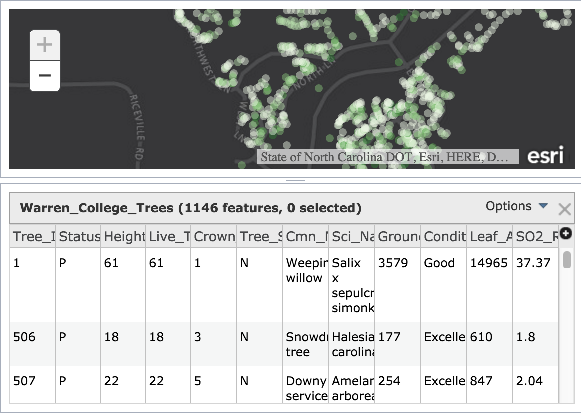 +
−
NORTHWESTERN
RICEVILLE RD
State of North Carolina DOT, Esri, HERE, D…
esri
Warren_College_Trees (1146 features, 0 selected)
Options
Tree_I Status Height Live_T Crown Tree_S Cmn_N Sci_Na Groun Condit Leaf_A SO2_R
1 P 61 61 1 N Weepin Salix 3579 Good 14965 37.37
willow x
sepulcr
simonk
506 P 18 18 3 N Snowdr Halesia 177 Excelle 610 1.8
tree carolina
507 P 22 22 5 N Downy Amelar 254 Excelle 847 2.04
service arborea